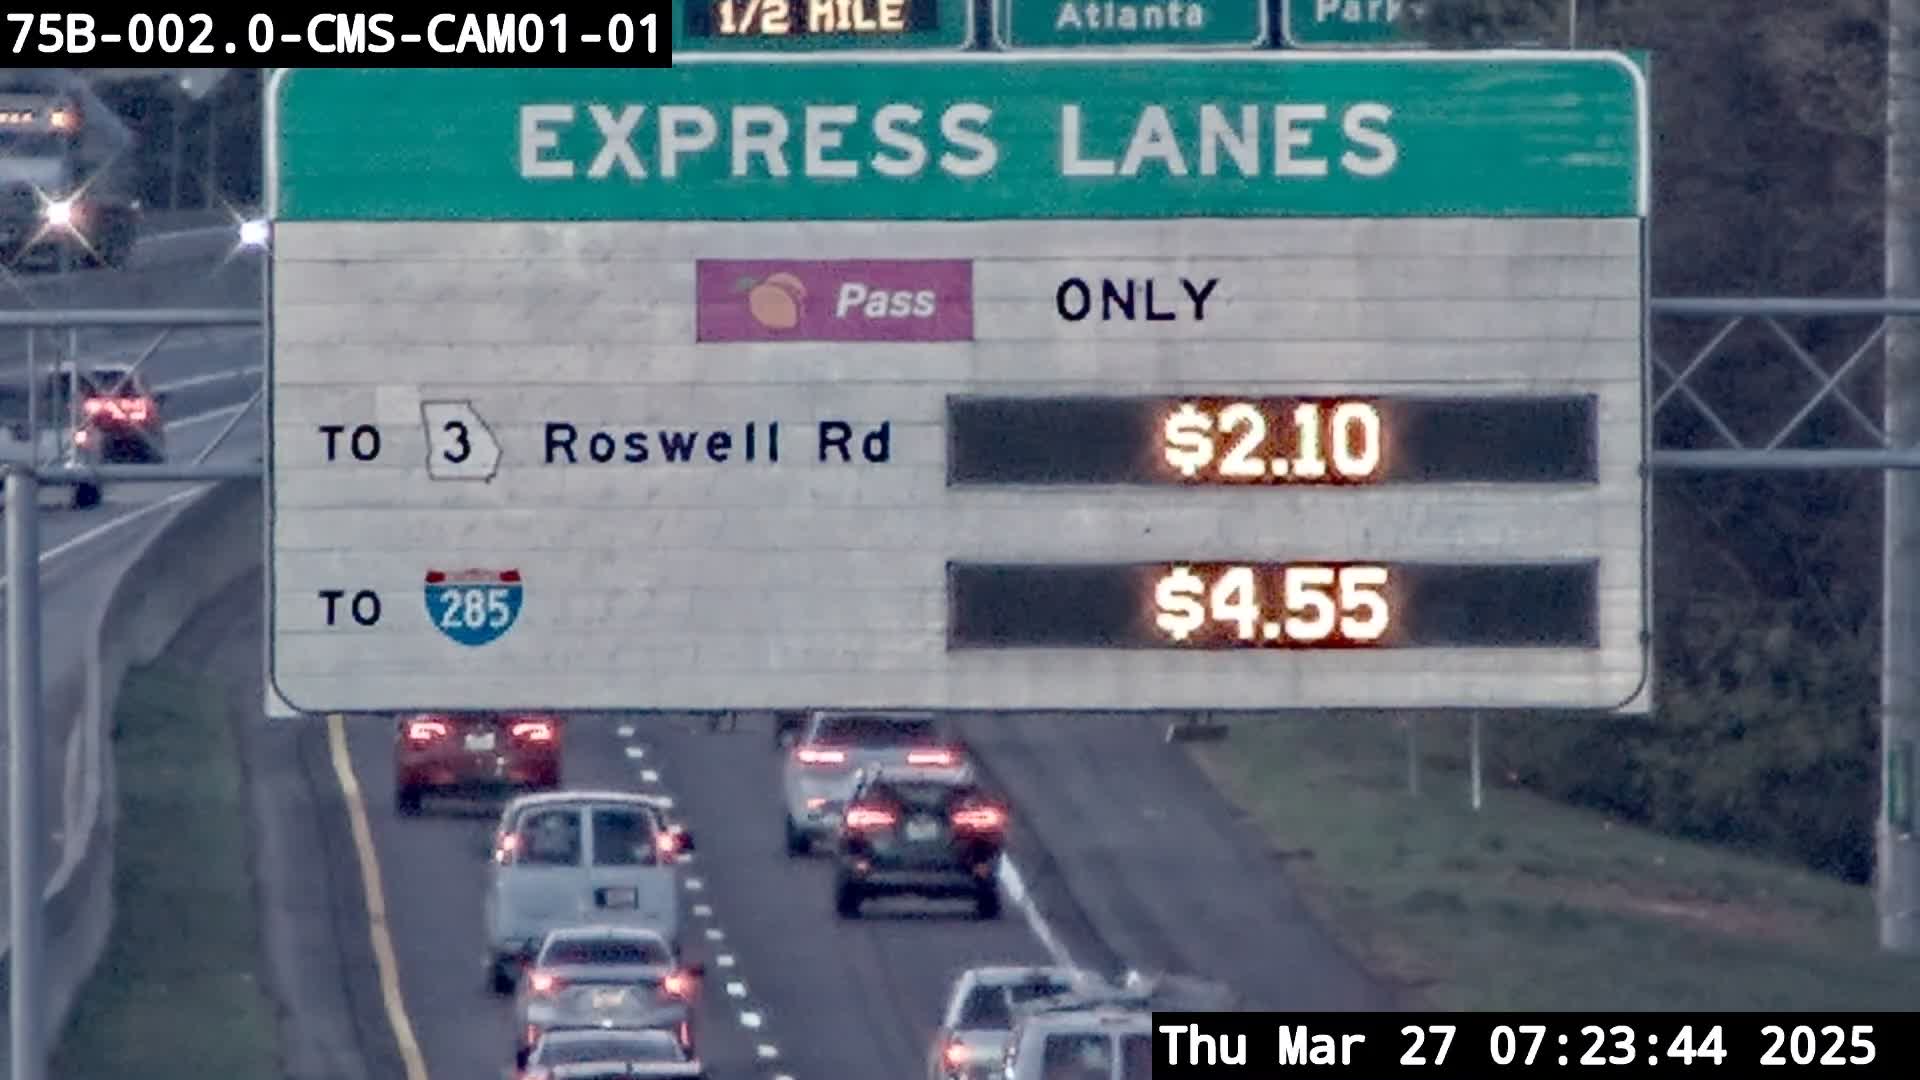 75B-002.0-CMS-CAM01-01
1/2 MILE
Atlanta
Park
EXPRESS LANES
Pass ONLY
TO 3 Roswell Rd $2.10
TO 285 $4.55
Thu Mar 27 07:23:44 2025